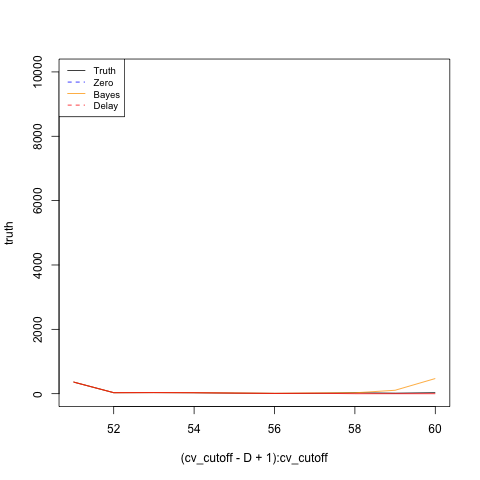 Truth
Zero
Bayes
Delay
10000
8000
6000
4000
2000
0
truth
52 54 56 58 60
(cv_cutoff - D + 1):cv_cutoff